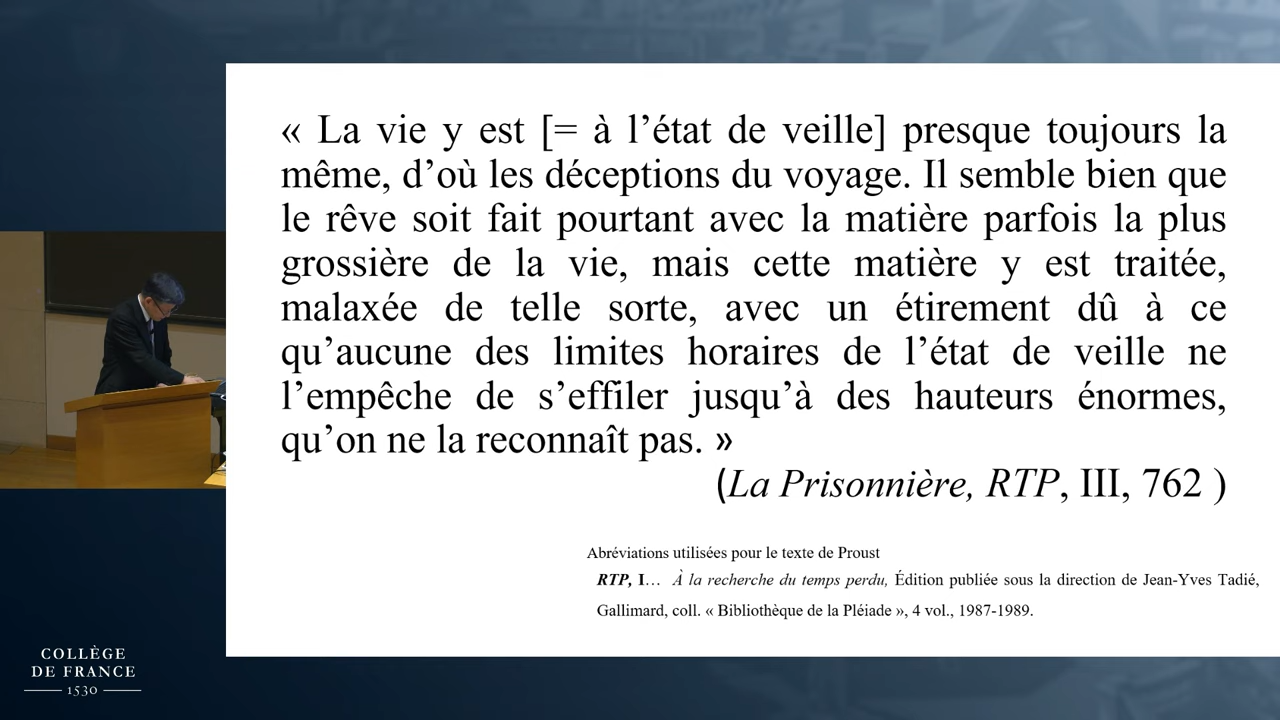 « La vie y est [= à l’état de veille] presque toujours la
même, d’où les déceptions du voyage. Il semble bien que
le rêve soit fait pourtant avec la matière parfois la plus
grossière de la vie, mais cette matière y est traitée,
malaxée de telle sorte, avec un étirement dû à ce
qu’aucune des limites horaires de l’état de veille ne
l’empêche de s’effiler jusqu’à des hauteurs énormes,
qu’on ne la reconnaît pas. »
(La Prisonnière, RTP, III, 762 )
Abréviations utilisées pour le texte de Proust
RTP, I… À la recherche du temps perdu, Édition publiée sous la direction de Jean-Yves Tadié,
Gallimard, coll. « Bibliothèque de la Pléiade », 4 vol., 1987-1989.
COLLÈGE
DE FRANCE
1530